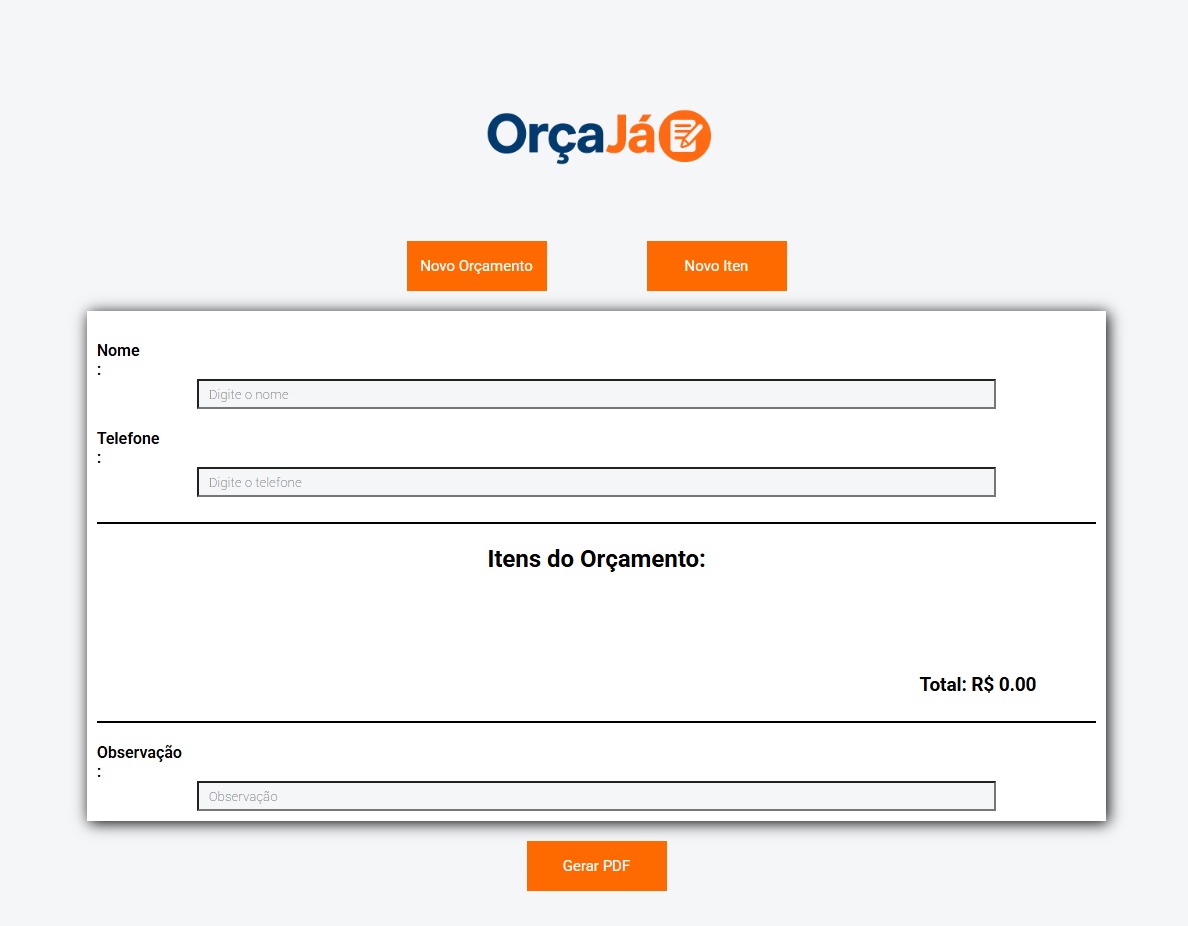 OrçaJá
Novo Orçamento
Novo Iten
Nome
:
Digite o nome
Telefone
:
Digite o telefone
Itens do Orçamento:
Total: R$ 0.00
Observação
:
Observação
Gerar PDF